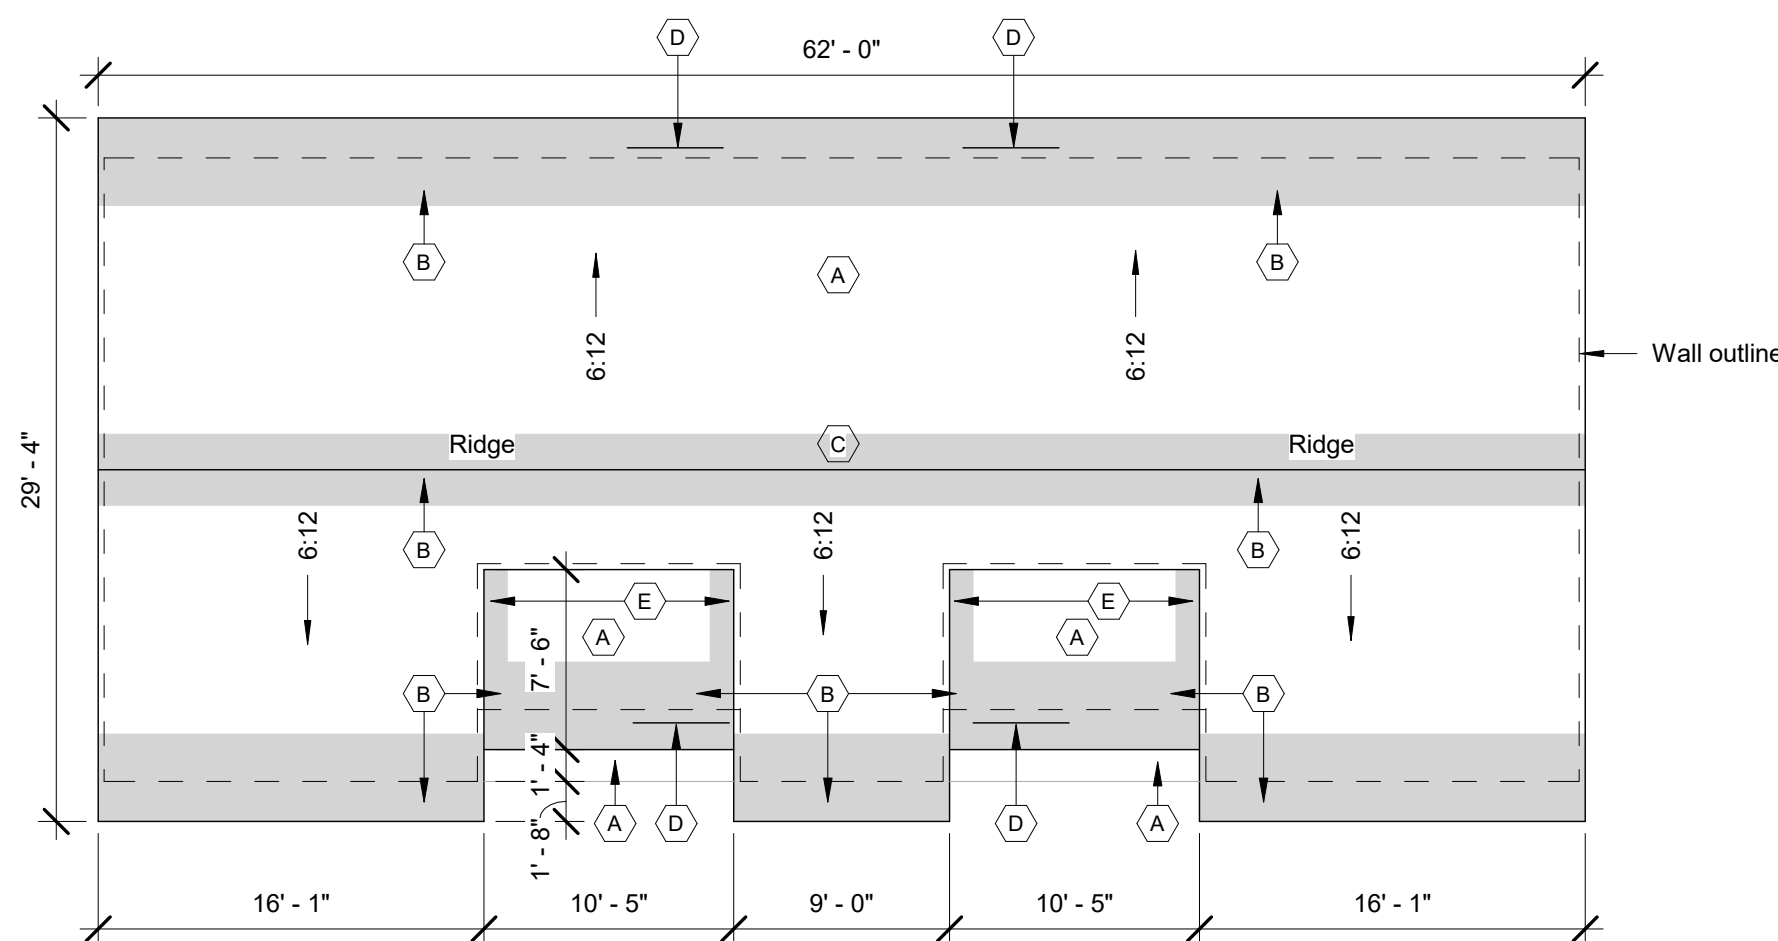 D
D
62' - 0"
B
A
B
6:12
6:12
Wall outline
29' - 4"
Ridge
C
Ridge
B
6:12
6:12
B
6:12
E
E
7' - 6"
A
A
B
B
B
1' - 4"
1' - 8"
A
D
D
A
16' - 1"
10' - 5"
9' - 0"
10' - 5"
16' - 1"